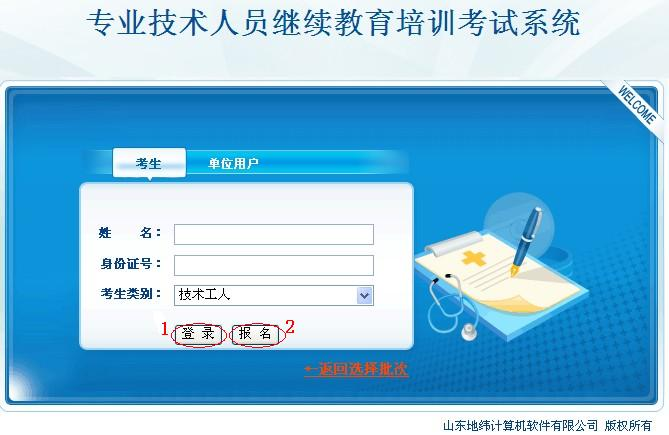 专业技术人员继续教育培训考试系统
WELCOME
考生 单位用户
姓 名：
身份证号：
考生类别： 技术工人
1 登 录 报 名 2
←返回选择批次
山东地纬计算机软件有限公司 版权所有